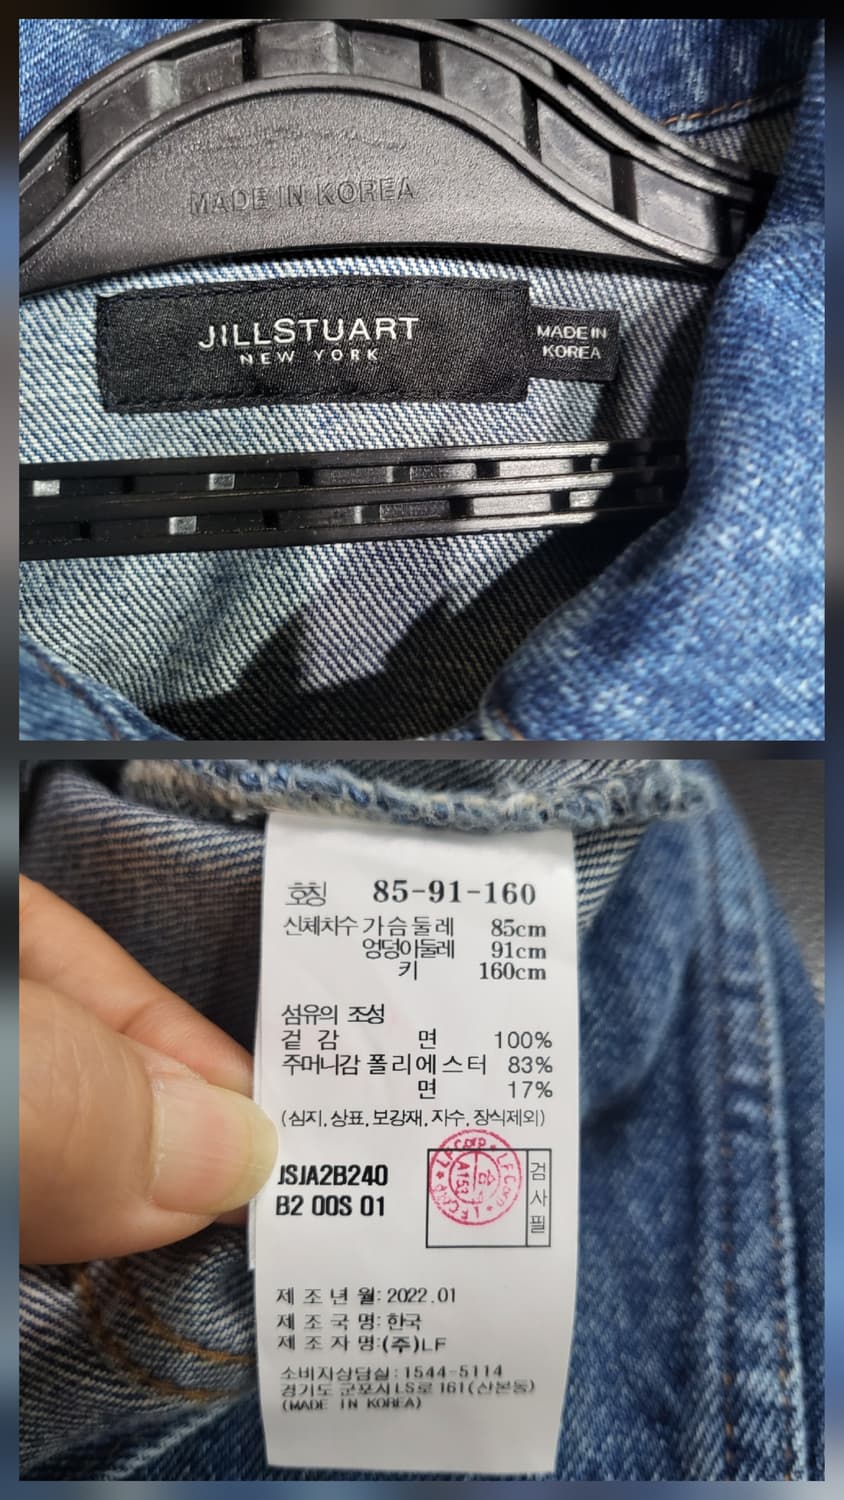 MADE IN KOREA
JILLSTUART
NEW YORK
MADE IN
KOREA
호칭 85-91-160
신체치수 가슴둘레 85cm
엉덩이둘레 91cm
키 160cm
섬유의 조성
겉감 면 100%
주머니감 폴리에스터 83%
면 17%
(심지, 상표, 보강재, 자수, 장식제외)
JSJA2B240
B2 00S 01
LF Corp LF Corp LF Corp
검사필
제조년월: 2022.01
제조국명: 한국
제조자명: (주)LF
소비자상담실: 1544-5114
경기도 군포시 LS로 161(산본동)
(MADE IN KOREA)